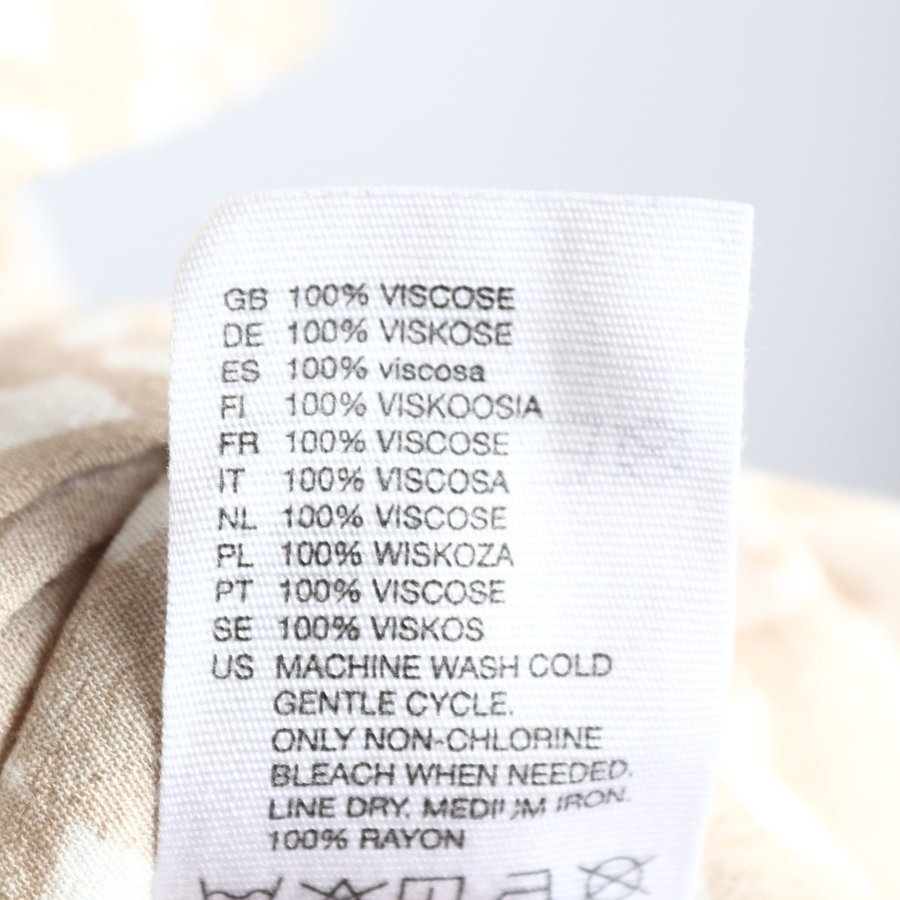 GB 100% VISCOSE
DE 100% VISKOSE
ES 100% viscosa
FI 100% VISKOOSIA
FR 100% VISCOSE
IT 100% VISCOSA
NL 100% VISCOSE
PL 100% WISKOZA
PT 100% VISCOSE
SE 100% VISKOS
US MACHINE WASH COLD
GENTLE CYCLE.
ONLY NON-CHLORINE
BLEACH WHEN NEEDED.
LINE DRY. MEDIUM IRON.
100% RAYON